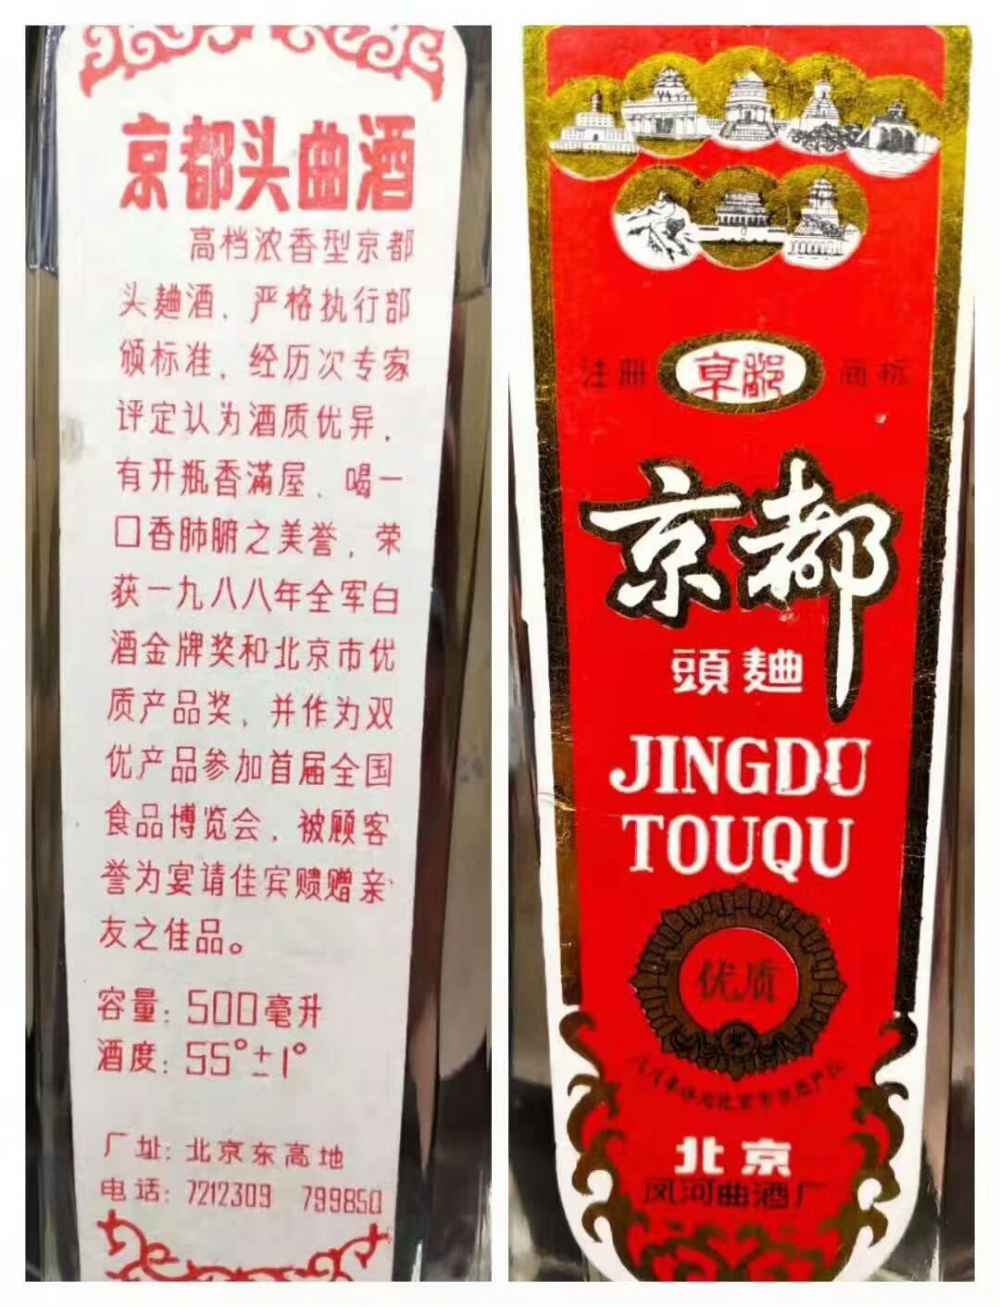 京都头曲酒
高档浓香型京都
头麯酒、严格执行部
颁标准，经历次专家
评定认为酒质优异，
有开瓶香滿屋、喝一
口香肺腑之美誉，荣
获一九八八年全军白
酒金牌奖和北京市优
质产品奖，并作为双
优产品参加首届全国
食品博览会，被顾客
誉为宴请佳宾赠赠亲
友之佳品。
容量：500毫升
酒度：55°±1°
厂址：北京东高地
电话：7212309 799850
注册 京都 商标
京都
頭麯
JINGDU
TOUQU
优质
北京
凤河曲酒厂